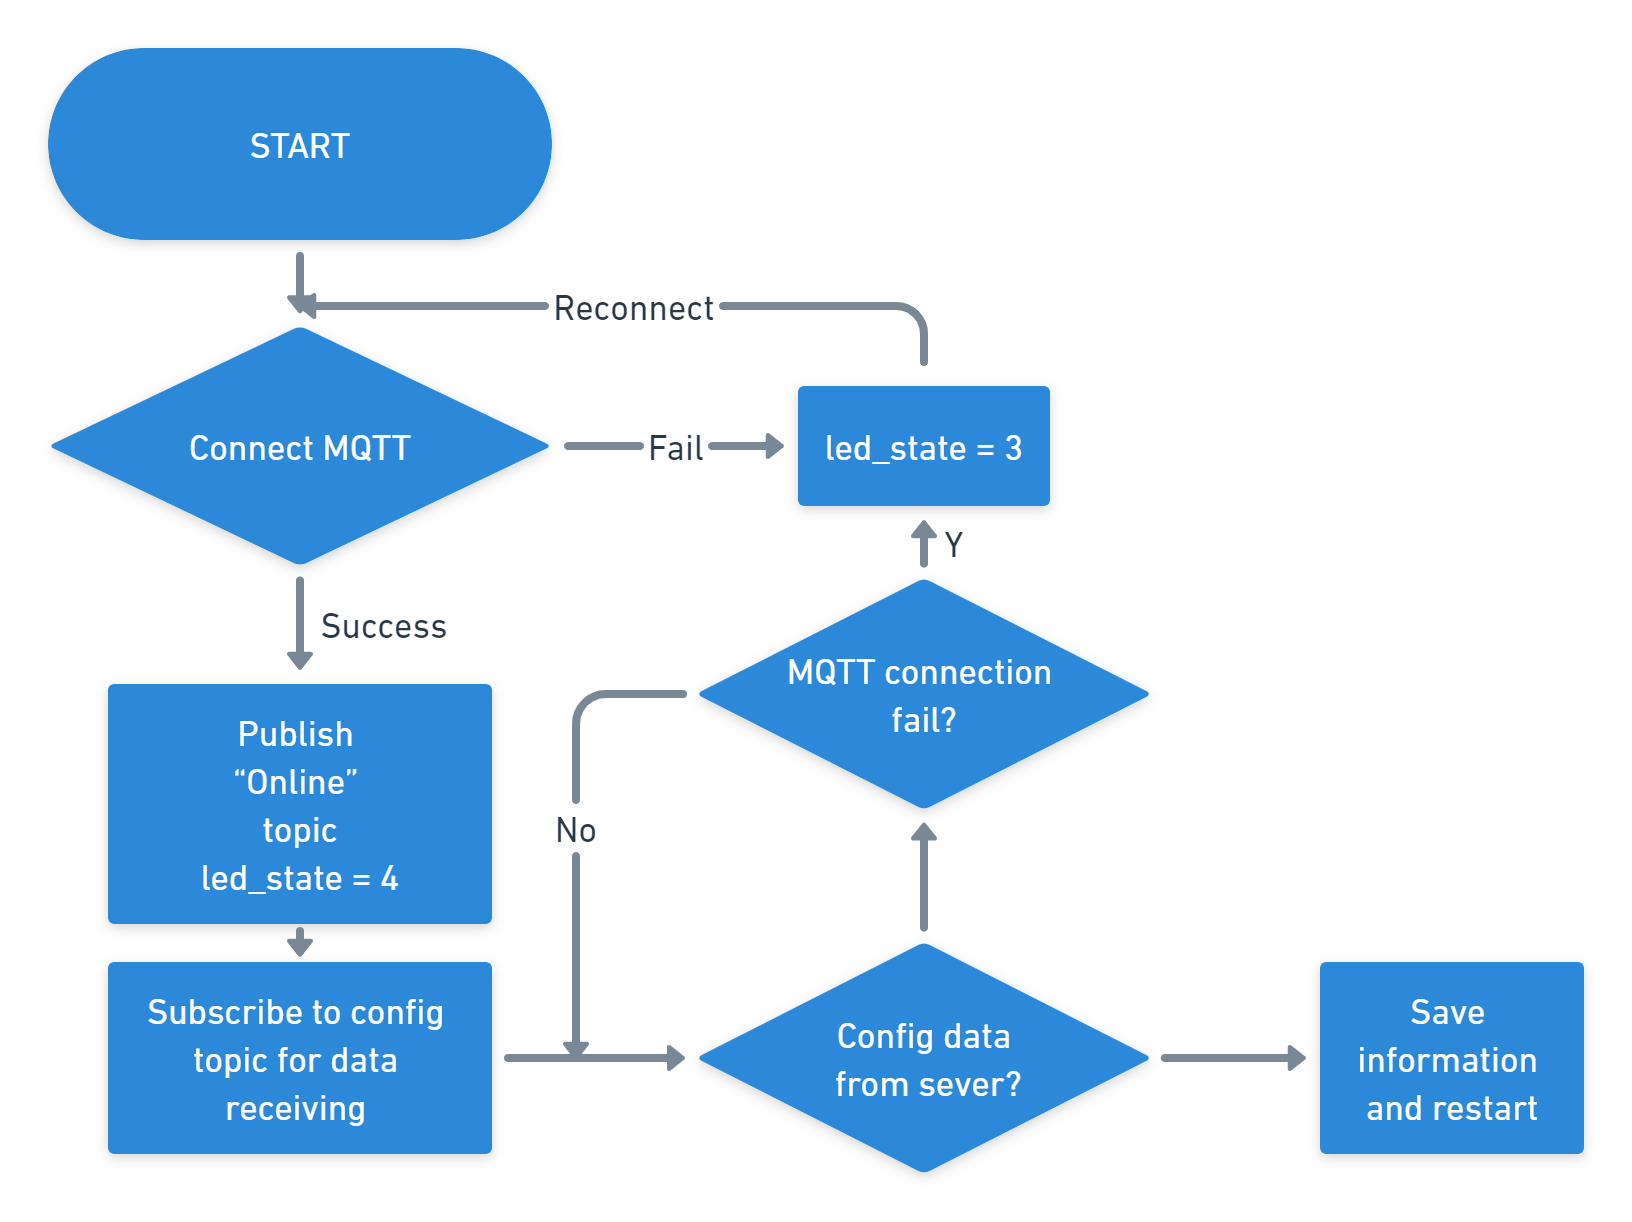 START
Reconnect
Connect MQTT
Fail
led_state = 3
Y
Success
MQTT connection
fail?
Publish
“Online”
topic
led_state = 4
No
Subscribe to config
topic for data
receiving
Config data
from sever?
Save
information
and restart